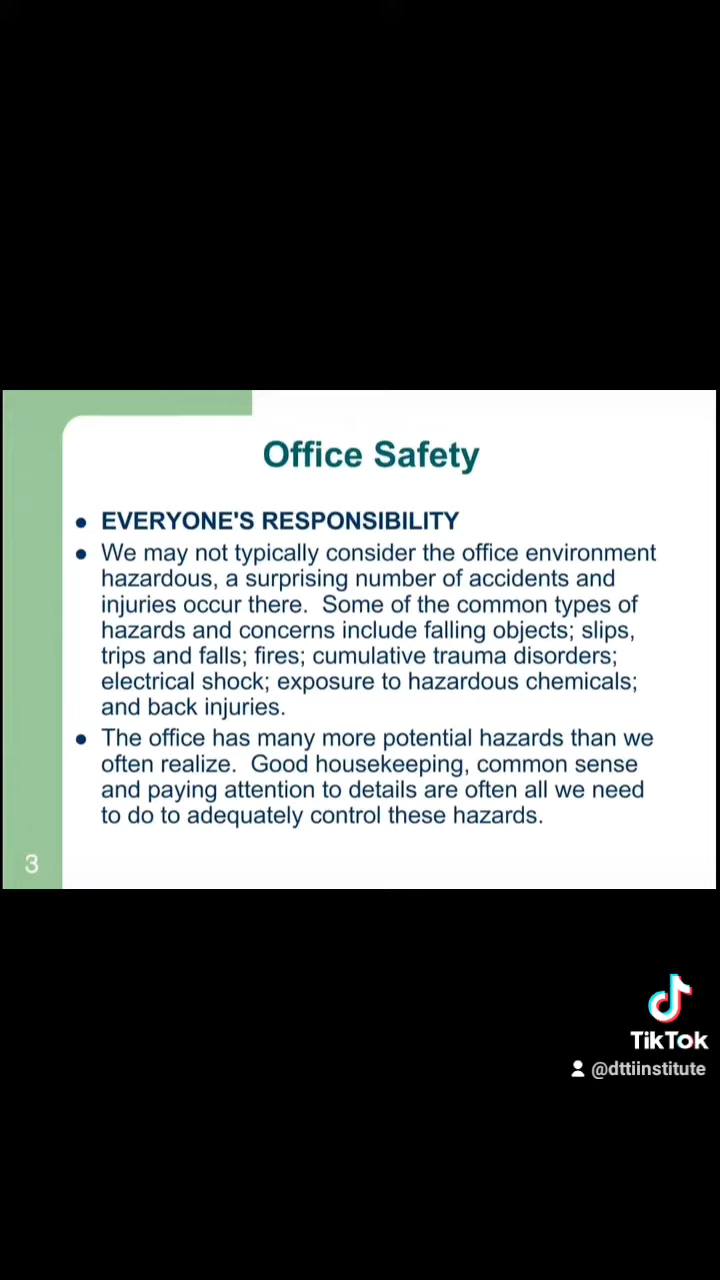 Office Safety
● EVERYONE'S RESPONSIBILITY
● We may not typically consider the office environment
hazardous, a surprising number of accidents and
injuries occur there.  Some of the common types of
hazards and concerns include falling objects; slips,
trips and falls; fires; cumulative trauma disorders;
electrical shock; exposure to hazardous chemicals;
and back injuries.
● The office has many more potential hazards than we
often realize.  Good housekeeping, common sense
and paying attention to details are often all we need
to do to adequately control these hazards.
3
TikTok
@dttiinstitute